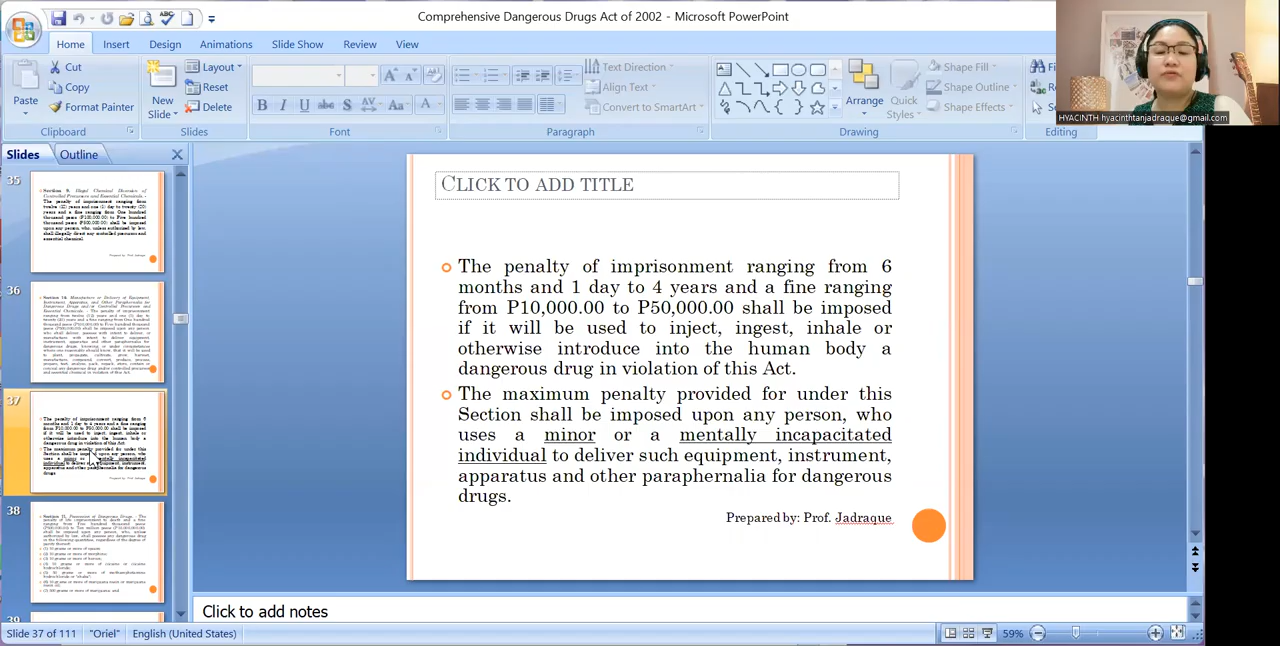 Comprehensive Dangerous Drugs Act of 2002 - Microsoft PowerPoint
Home Insert Design Animations Slide Show Review View
Cut
Copy
Format Painter
Paste
Clipboard
New
Slide
Layout
Reset
Delete
Slides
Font
Text Direction
Align Text
Convert to SmartArt
Paragraph
Arrange
Quick
Styles
Shape Fill
Shape Outline
Shape Effects
Drawing
Editing
HYACINTH hyacinthtanjadraque@gmail.com
Slides Outline
35
36
37
38
39
CLICK TO ADD TITLE
The penalty of imprisonment ranging from 6
months and 1 day to 4 years and a fine ranging
from P10,000.00 to P50,000.00 shall be imposed
if it will be used to inject, ingest, inhale or
otherwise introduce into the human body a
dangerous drug in violation of this Act.
The maximum penalty provided for under this
Section shall be imposed upon any person, who
uses a minor or a mentally incapacitated
individual to deliver such equipment, instrument,
apparatus and other paraphernalia for dangerous
drugs.
Prepared by: Prof. Jadraque
Click to add notes
Slide 37 of 111 "Oriel" English (United States) 59%